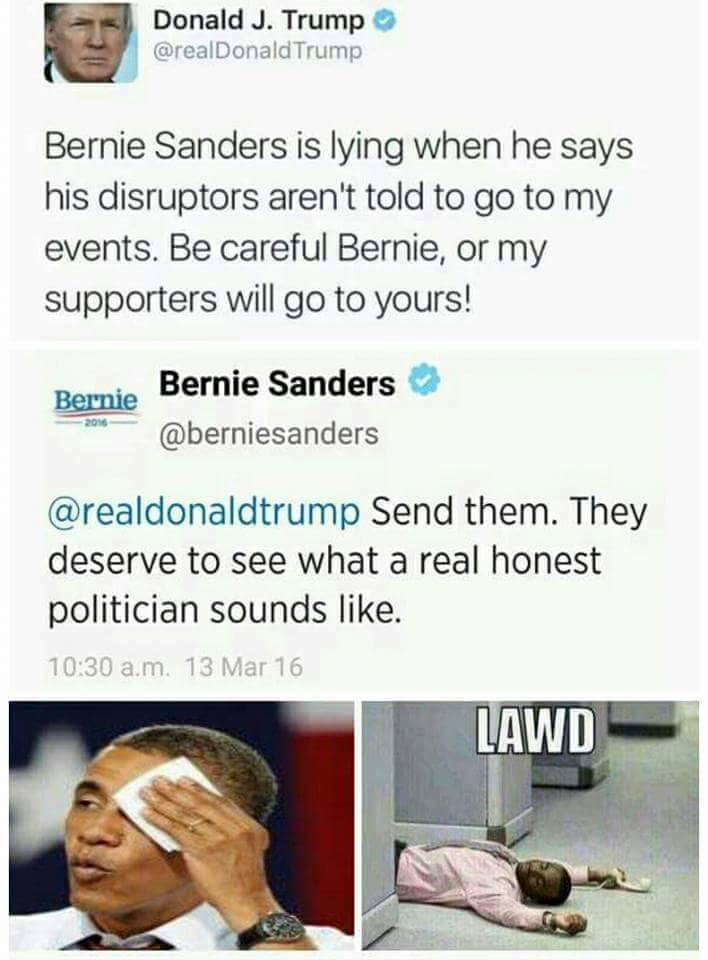 Donald J. Trump
@realDonaldTrump
Bernie Sanders is lying when he says
his disruptors aren't told to go to my
events. Be careful Bernie, or my
supporters will go to yours!
Bernie
2016
Bernie Sanders
@berniesanders
@realdonaldtrump Send them. They
deserve to see what a real honest
politician sounds like.
10:30 a.m. 13 Mar 16
LAWD